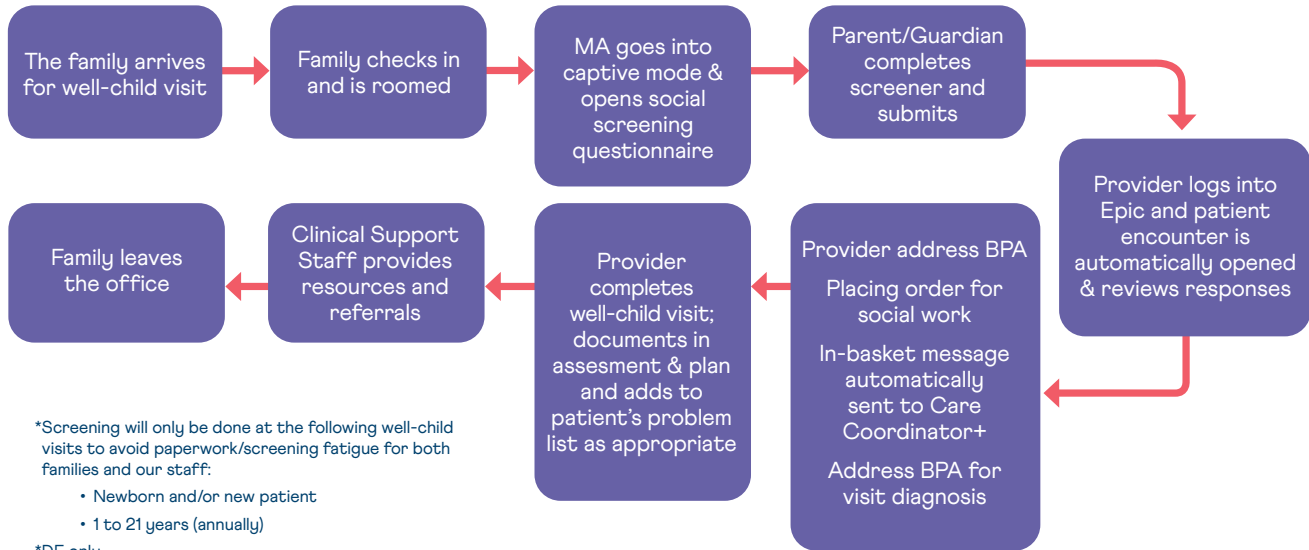 The family arrives
for well-child visit
Family checks in
and is roomed
MA goes into
captive mode &
opens social
screening
questionnaire
Parent/Guardian
completes
screener and
submits
Provider logs into
Epic and patient
encounter is
automatically opened
& reviews responses
Provider address BPA
Placing order for
social work
In-basket message
automatically
sent to Care
Coordinator+
Address BPA for
visit diagnosis
Provider
completes
well-child visit;
documents in
assesment & plan
and adds to
patient’s problem
list as appropriate
Clinical Support
Staff provides
resources and
referrals
Family leaves
the office
*Screening will only be done at the following well-child
visits to avoid paperwork/screening fatigue for both
families and our staff:
• Newborn and/or new patient
• 1 to 21 years (annually)